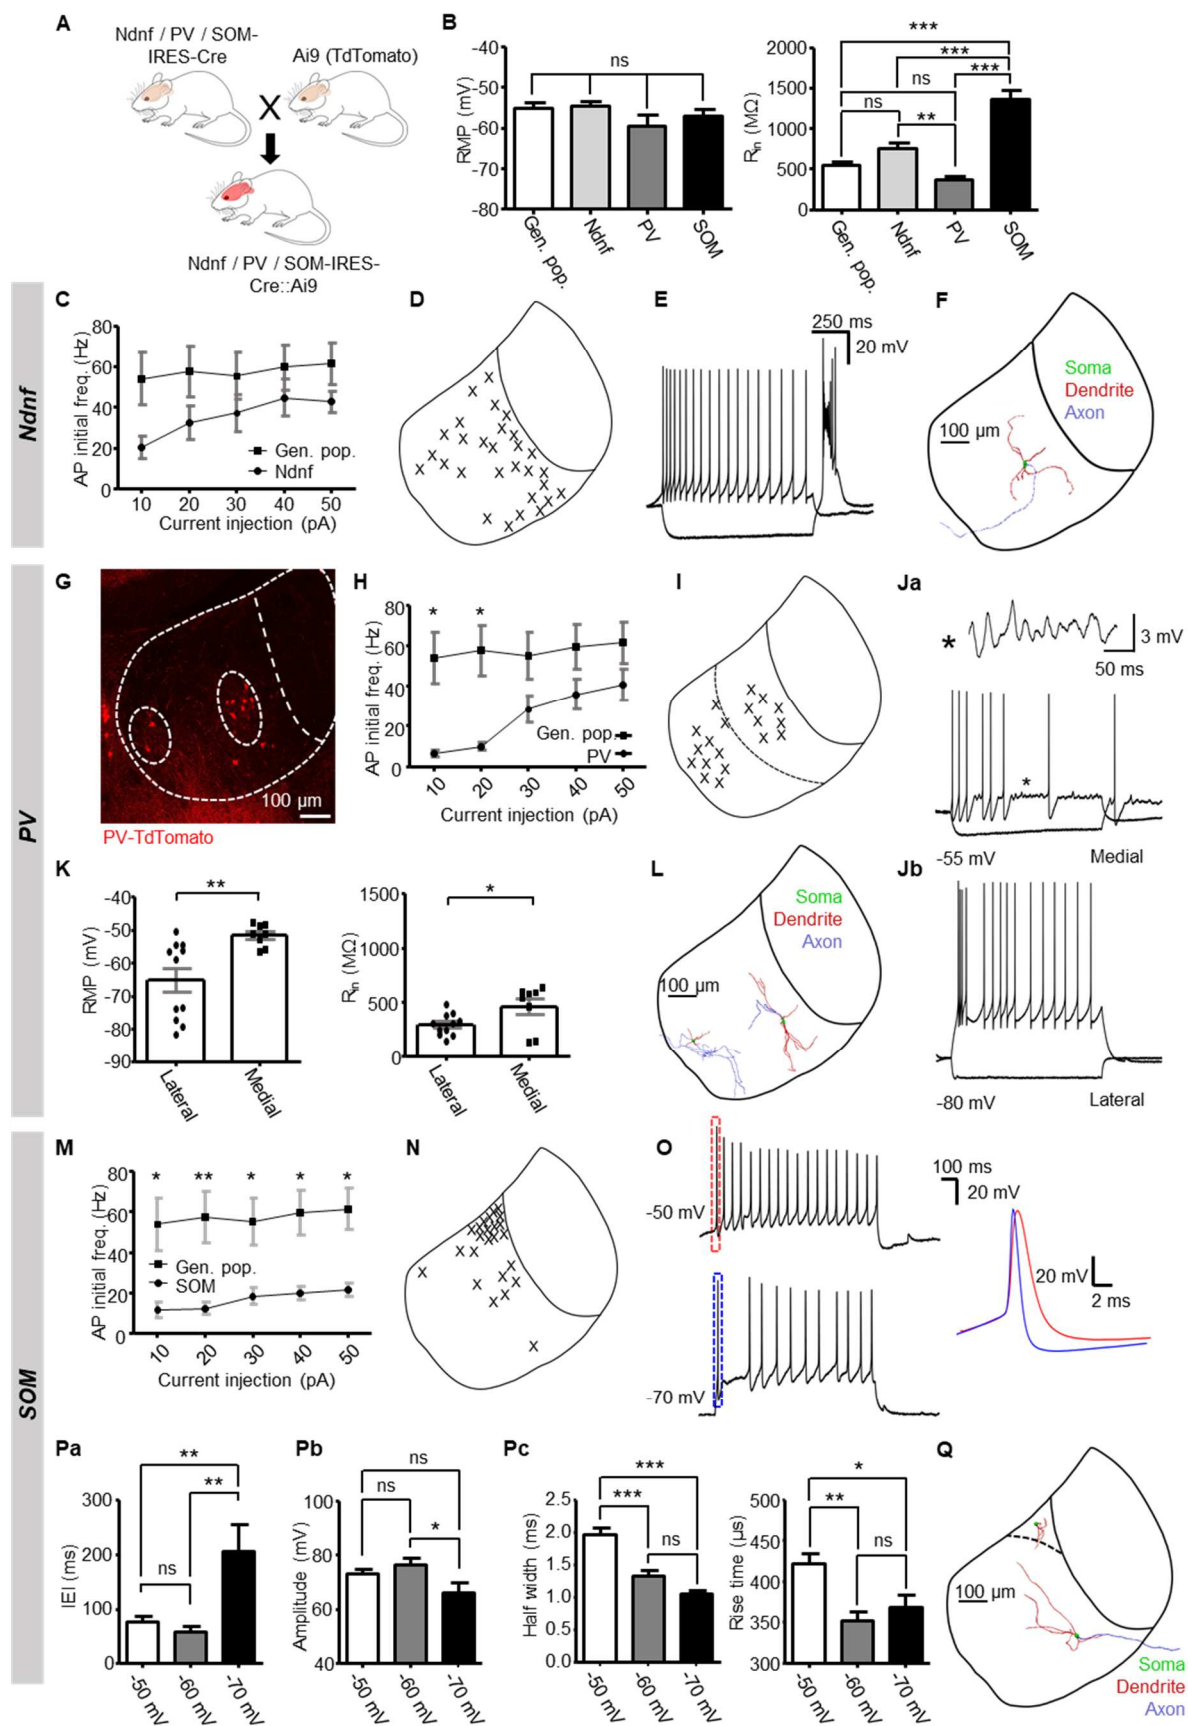 A
Ndnf / PV / SOM-
IRES-Cre
Ai9 (TdTomato)
X
Ndnf / PV / SOM-IRES-
Cre::Ai9
B
RMP (mV)
-40
-50
-60
-70
-80
ns
Gen. pop.
Ndnf
PV
SOM
Rin (MΩ)
2000
1500
1000
500
0
***
***
ns
***
ns
**
Gen. pop.
Ndnf
PV
SOM
Ndnf
C
AP initial freq. (Hz)
80
60
40
20
0
Gen. pop.
Ndnf
10 20 30 40 50
Current injection (pA)
D
E
250 ms
20 mV
F
Soma
Dendrite
Axon
100 µm
PV
G
100 µm
PV-TdTomato
H
AP initial freq. (Hz)
80
60
40
20
0
* *
Gen. pop.
PV
10 20 30 40 50
Current injection (pA)
I
Ja
*
3 mV
50 ms
*
-55 mV
Medial
K
RMP (mV)
-40
-50
-60
-70
-80
-90
**
Lateral
Medial
Rin (MΩ)
1500
1000
500
0
*
Lateral
Medial
L
Soma
Dendrite
Axon
100 µm
Jb
-80 mV
Lateral
SOM
M
AP initial freq. (Hz)
80
60
40
20
0
* ** * * *
Gen. pop.
SOM
10 20 30 40 50
Current injection (pA)
N
O
-50 mV
-70 mV
100 ms
20 mV
20 mV
2 ms
Pa
IEI (ms)
300
200
100
0
**
**
ns
-50 mV
-60 mV
-70 mV
Pb
Amplitude (mV)
100
80
60
40
ns
ns
*
-50 mV
-60 mV
-70 mV
Pc
Half width (ms)
2.5
2.0
1.5
1.0
0.5
0.0
***
***
ns
-50 mV
-60 mV
-70 mV
Rise time (µs)
500
450
400
350
300
*
**
ns
-50 mV
-60 mV
-70 mV
Q
100 µm
Soma
Dendrite
Axon